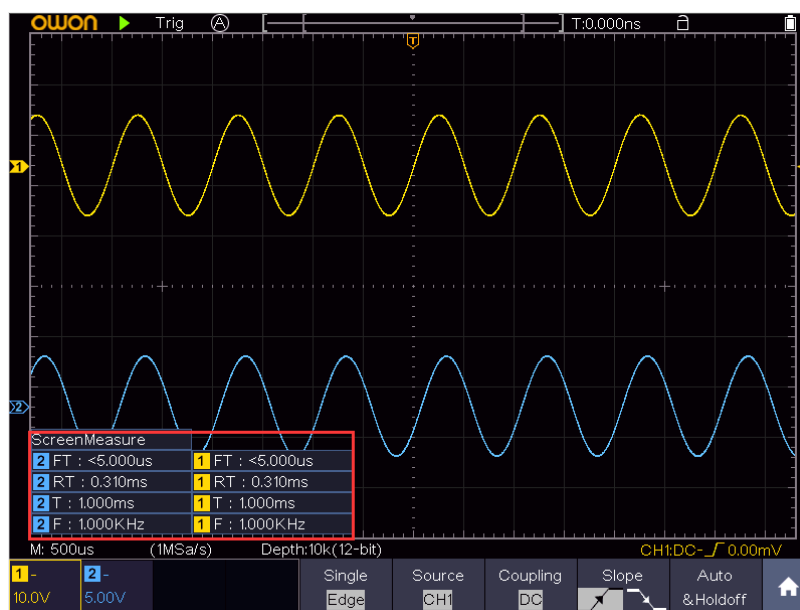 OWON Trig A T:0.000ns
T
1
2
ScreenMeasure
2 FT : <5.000us 1 FT : <5.000us
2 RT : 0.310ms 1 RT : 0.310ms
2 T : 1.000ms 1 T : 1.000ms
2 F : 1.000KHz 1 F : 1.000KHz
M: 500us (1MSa/s) Depth:10k(12-bit) CH1:DC- 0.00mV
1 - 2 - Single Source Coupling Slope Auto
10.0V 5.00V Edge CH1 DC &Holdoff